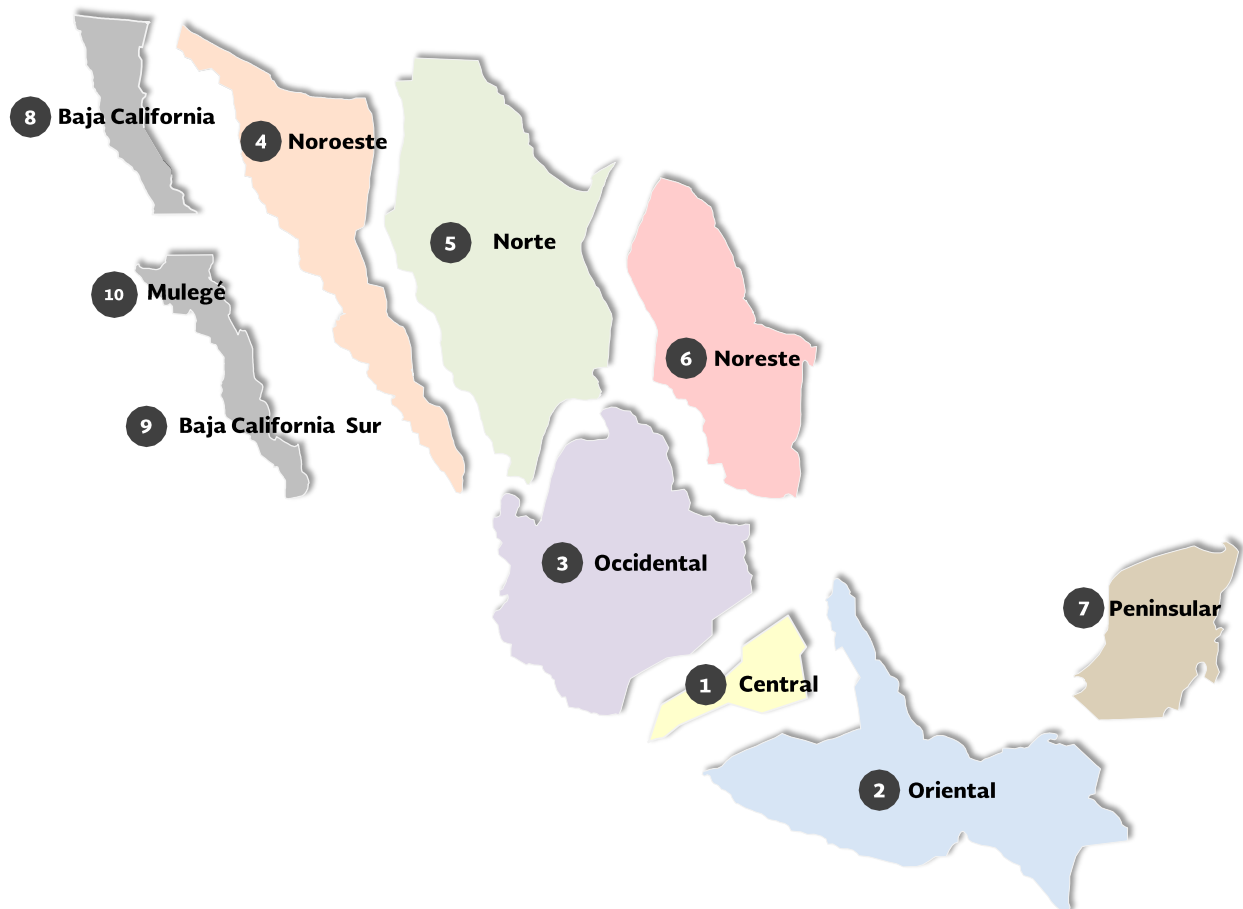 8 Baja California
4 Noroeste
5 Norte
10 Mulegé
6 Noreste
9 Baja California Sur
3 Occidental
7 Peninsular
1 Central
2 Oriental